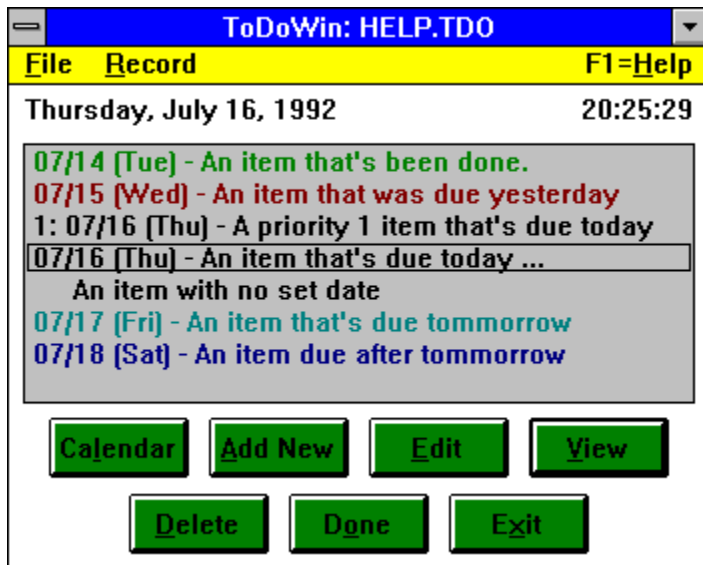 ToDoWin: HELP.TDO
File Record F1=Help
Thursday, July 16, 1992 20:25:29
07/14 (Tue) - An item that's been done.
07/15 (Wed) - An item that was due yesterday
1: 07/16 (Thu) - A priority 1 item that's due today
07/16 (Thu) - An item that's due today ...
An item with no set date
07/17 (Fri) - An item that's due tommorrow
07/18 (Sat) - An item due after tommorrow
Calendar Add New Edit View
Delete Done Exit